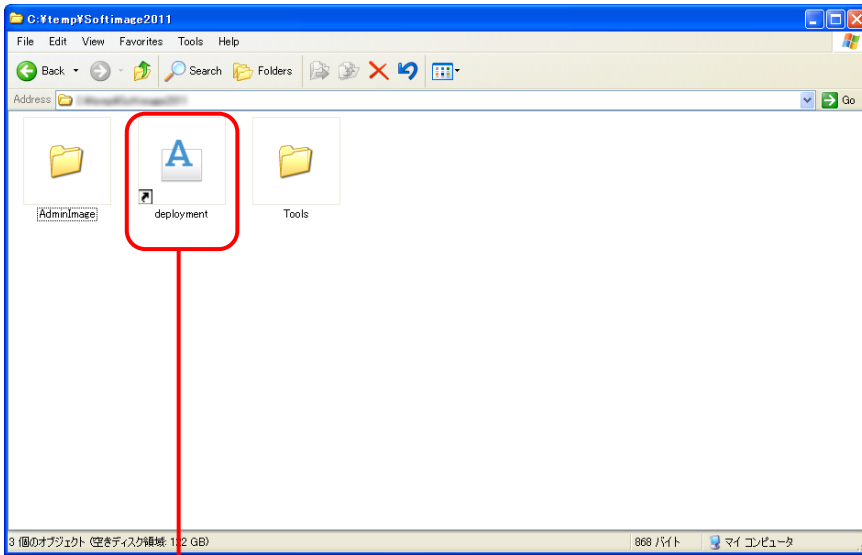 C:¥temp¥Softimage2011
File Edit View Favorites Tools Help
Back Search Folders
Address Go
AdminImage deployment Tools
3 個のオブジェクト (空きディスク領域: 122 GB) 868 バイト マイ コンピュータ